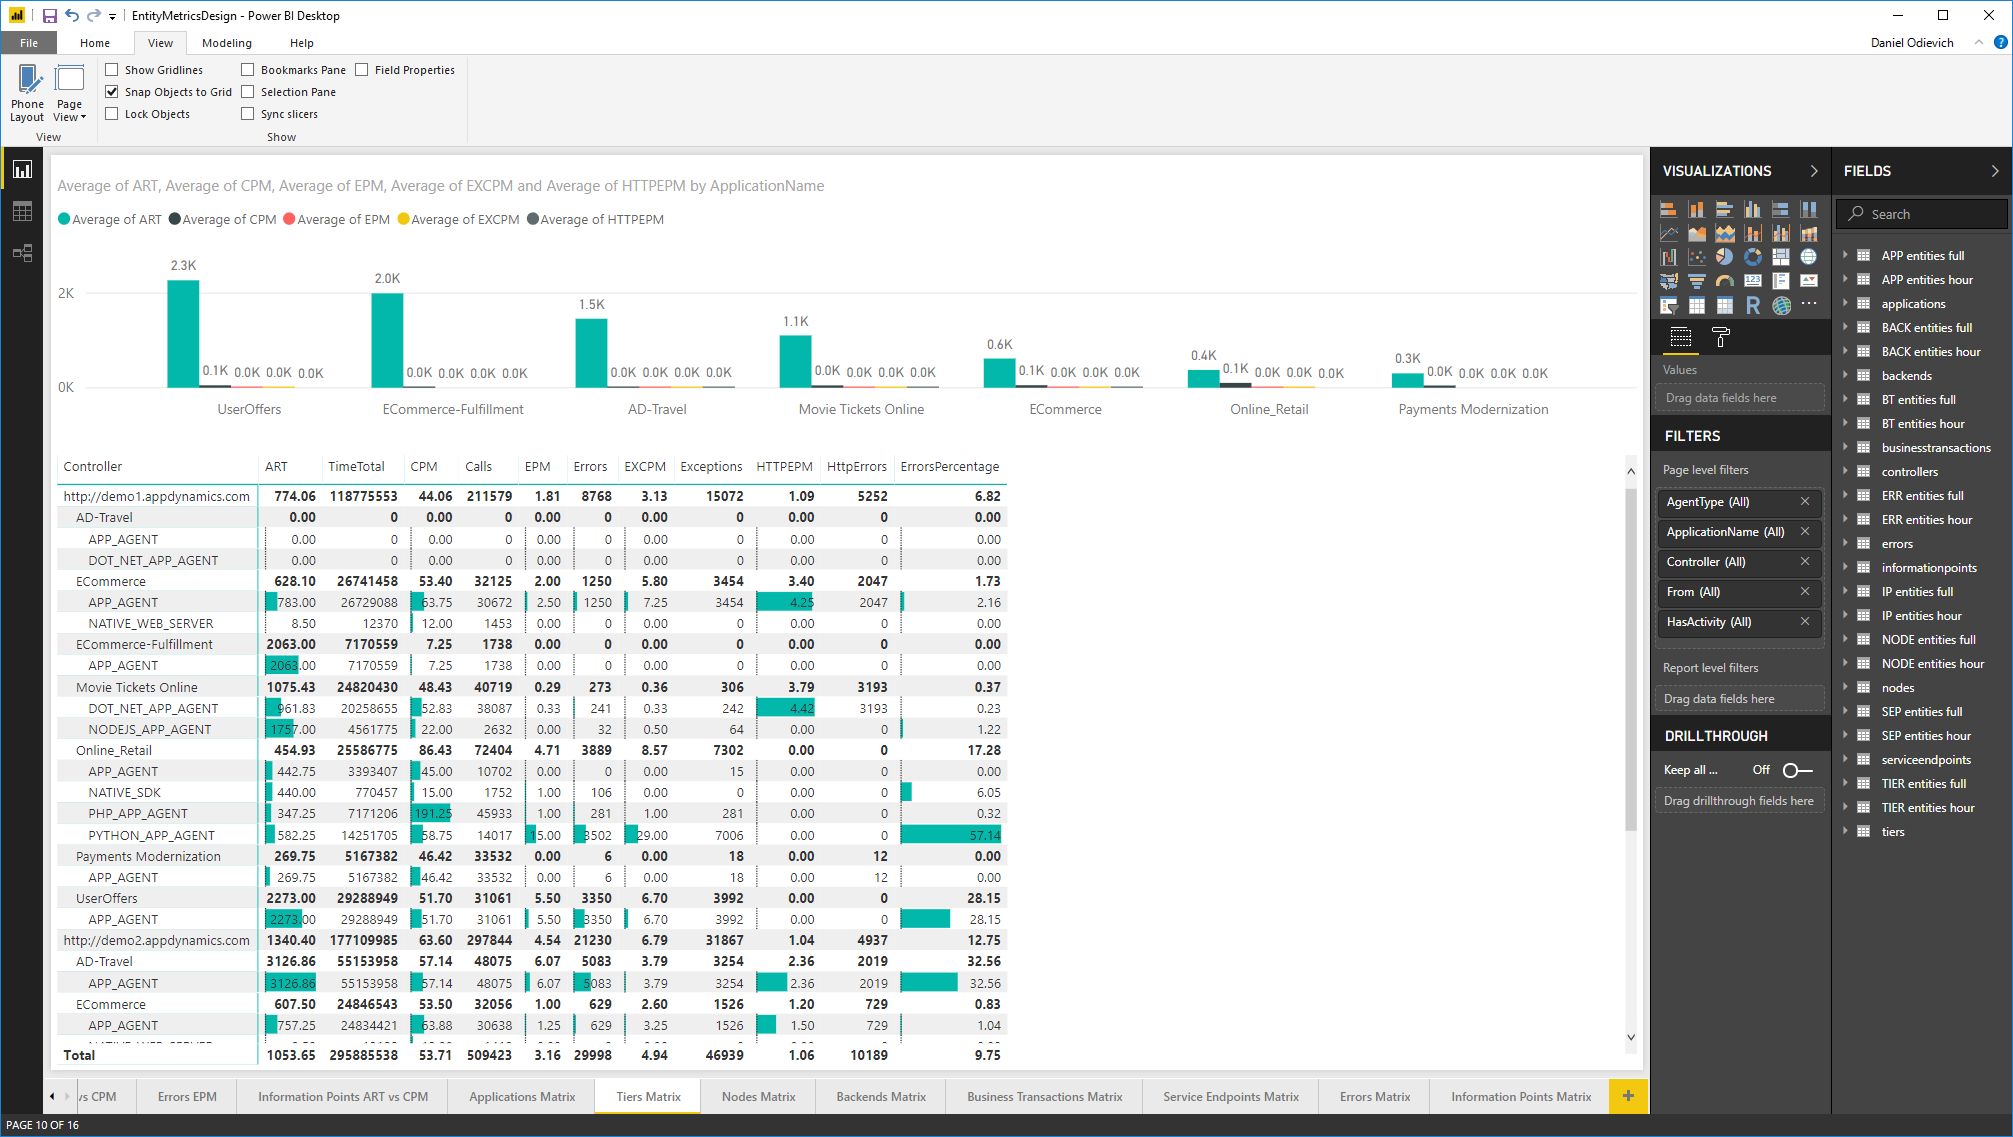 EntityMetricsDesign - Power BI Desktop
File Home View Modeling Help
Daniel Odievich
?
Show Gridlines Bookmarks Pane Field Properties
Snap Objects to Grid Selection Pane
Lock Objects Sync slicers
Phone Layout
Page View
View
Show
Average of ART, Average of CPM, Average of EPM, Average of EXCPM and Average of HTTPEPM by ApplicationName
Average of ART Average of CPM Average of EPM Average of EXCPM Average of HTTPEPM
2K
0K
2.3K 0.1K 0.0K 0.0K 0.0K
2.0K 0.0K 0.0K 0.0K 0.0K
1.5K 0.0K 0.0K 0.0K 0.0K
1.1K 0.0K 0.0K 0.0K 0.0K
0.6K 0.1K 0.0K 0.0K 0.0K
0.4K 0.1K 0.0K 0.0K 0.0K
0.3K 0.0K 0.0K 0.0K 0.0K
UserOffers ECommerce-Fulfillment AD-Travel Movie Tickets Online ECommerce Online_Retail Payments Modernization
Controller ART TimeTotal CPM Calls EPM Errors EXCPM Exceptions HTTPEPM HttpErrors ErrorsPercentage
http://demo1.appdynamics.com 774.06 118775553 44.06 211579 1.81 8768 3.13 15072 1.09 5252 6.82
AD-Travel 0.00 0 0.00 0 0.00 0 0.00 0 0.00 0 0.00
APP_AGENT 0.00 0 0.00 0 0.00 0 0.00 0 0.00 0 0.00
DOT_NET_APP_AGENT 0.00 0 0.00 0 0.00 0 0.00 0 0.00 0 0.00
ECommerce 628.10 26741458 53.40 32125 2.00 1250 5.80 3454 3.40 2047 1.73
APP_AGENT 783.00 26729088 63.75 30672 2.50 1250 7.25 3454 4.25 2047 2.16
NATIVE_WEB_SERVER 8.50 12370 12.00 1453 0.00 0 0.00 0 0.00 0 0.00
ECommerce-Fulfillment 2063.00 7170559 7.25 1738 0.00 0 0.00 0 0.00 0 0.00
APP_AGENT 2063.00 7170559 7.25 1738 0.00 0 0.00 0 0.00 0 0.00
Movie Tickets Online 1075.43 24820430 48.43 40719 0.29 273 0.36 306 3.79 3193 0.37
DOT_NET_APP_AGENT 961.83 20258655 52.83 38087 0.33 241 0.33 242 4.42 3193 0.23
NODEJS_APP_AGENT 1757.00 4561775 22.00 2632 0.00 32 0.50 64 0.00 0 1.22
Online_Retail 454.93 25586775 86.43 72404 4.71 3889 8.57 7302 0.00 0 17.28
APP_AGENT 442.75 3393407 45.00 10702 0.00 0 0.00 15 0.00 0 0.00
NATIVE_SDK 440.00 770457 15.00 1752 1.00 106 0.00 0 0.00 0 6.05
PHP_APP_AGENT 347.25 7171206 191.25 45933 1.00 281 1.00 281 0.00 0 0.32
PYTHON_APP_AGENT 582.25 14251705 58.75 14017 15.00 3502 29.00 7006 0.00 0 57.14
Payments Modernization 269.75 5167382 46.42 33532 0.00 6 0.00 18 0.00 12 0.00
APP_AGENT 269.75 5167382 46.42 33532 0.00 6 0.00 18 0.00 12 0.00
UserOffers 2273.00 29288949 51.70 31061 5.50 3350 6.70 3992 0.00 0 28.15
APP_AGENT 2273.00 29288949 51.70 31061 5.50 3350 6.70 3992 0.00 0 28.15
http://demo2.appdynamics.com 1340.40 177109985 63.60 297844 4.54 21230 6.79 31867 1.04 4937 12.75
AD-Travel 3126.86 55153958 57.14 48075 6.07 5083 3.79 3254 2.36 2019 32.56
APP_AGENT 3126.86 55153958 57.14 48075 6.07 5083 3.79 3254 2.36 2019 32.56
ECommerce 607.50 24846543 53.50 32056 1.00 629 2.60 1526 1.20 729 0.83
APP_AGENT 757.25 24834421 63.88 30638 1.25 629 3.25 1526 1.50 729 1.04
Total 1053.65 295885538 53.71 509423 3.16 29998 4.94 46939 1.06 10189 9.75
vs CPM Errors EPM Information Points ART vs CPM Applications Matrix Tiers Matrix Nodes Matrix Backends Matrix Business Transactions Matrix Service Endpoints Matrix Errors Matrix Information Points Matrix +
PAGE 10 OF 16
VISUALIZATIONS
123
R
Values
Drag data fields here
FILTERS
Page level filters
AgentType (All)
ApplicationName (All)
Controller (All)
From (All)
HasActivity (All)
Report level filters
Drag data fields here
DRILLTHROUGH
Keep all ... Off
Drag drillthrough fields here
FIELDS
Search
APP entities full
APP entities hour
applications
BACK entities full
BACK entities hour
backends
BT entities full
BT entities hour
businesstransactions
controllers
ERR entities full
ERR entities hour
errors
informationpoints
IP entities full
IP entities hour
NODE entities full
NODE entities hour
nodes
SEP entities full
SEP entities hour
serviceendpoints
TIER entities full
TIER entities hour
tiers